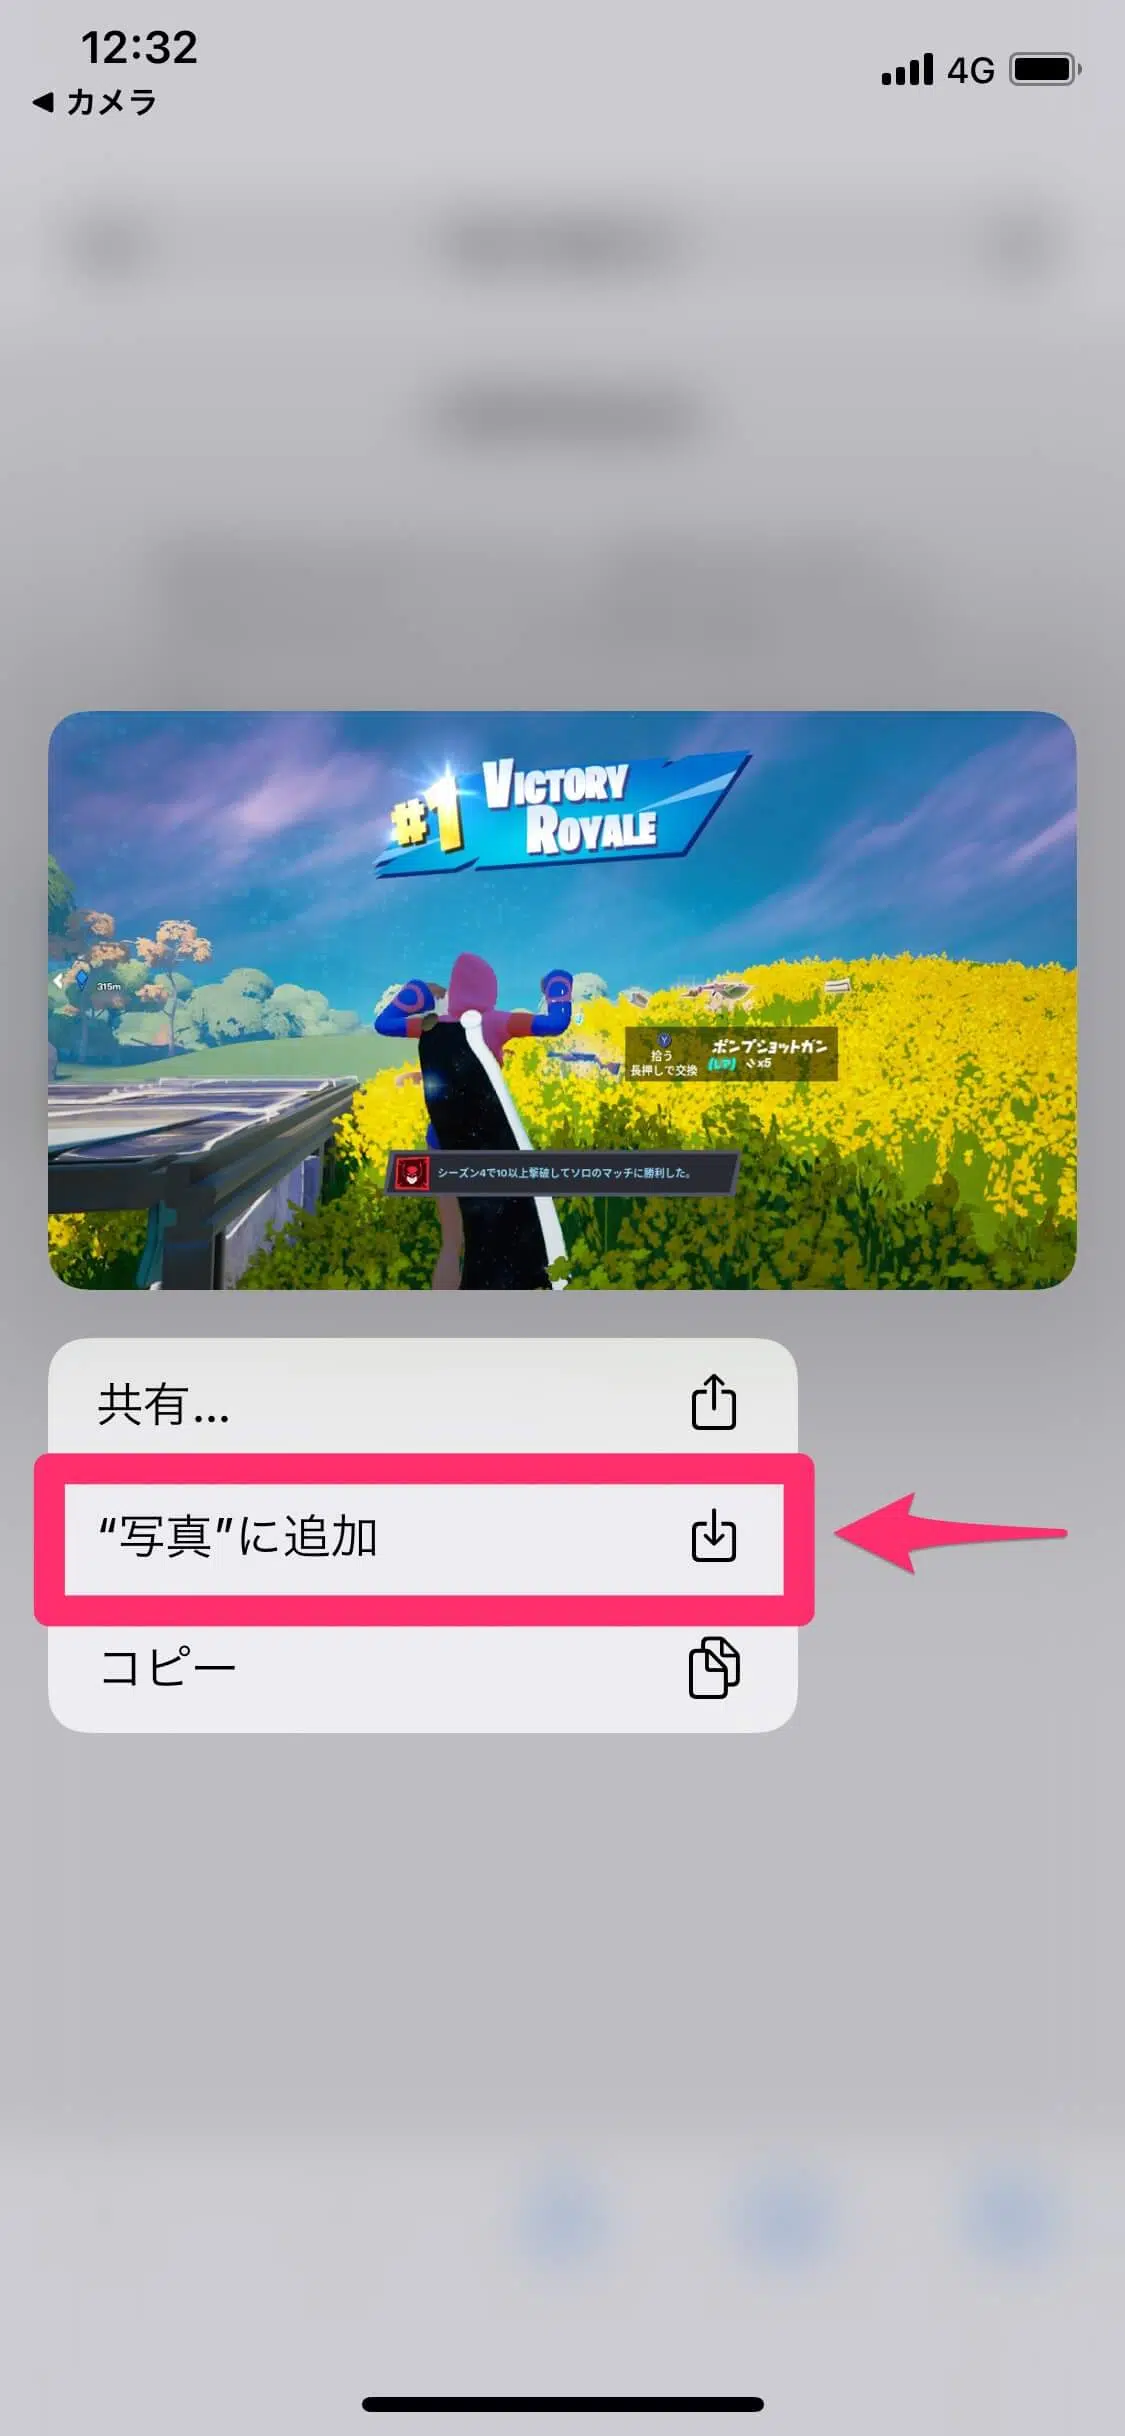 12:32
4G
◀ カメラ
#1 VICTORY
ROYALE
315m
Y
拾う
長押しで交換
ポンプショットガン
(レア) x5
シーズン4で10以上撃破してソロのマッチに勝利した。
共有...
“写真”に追加
コピー